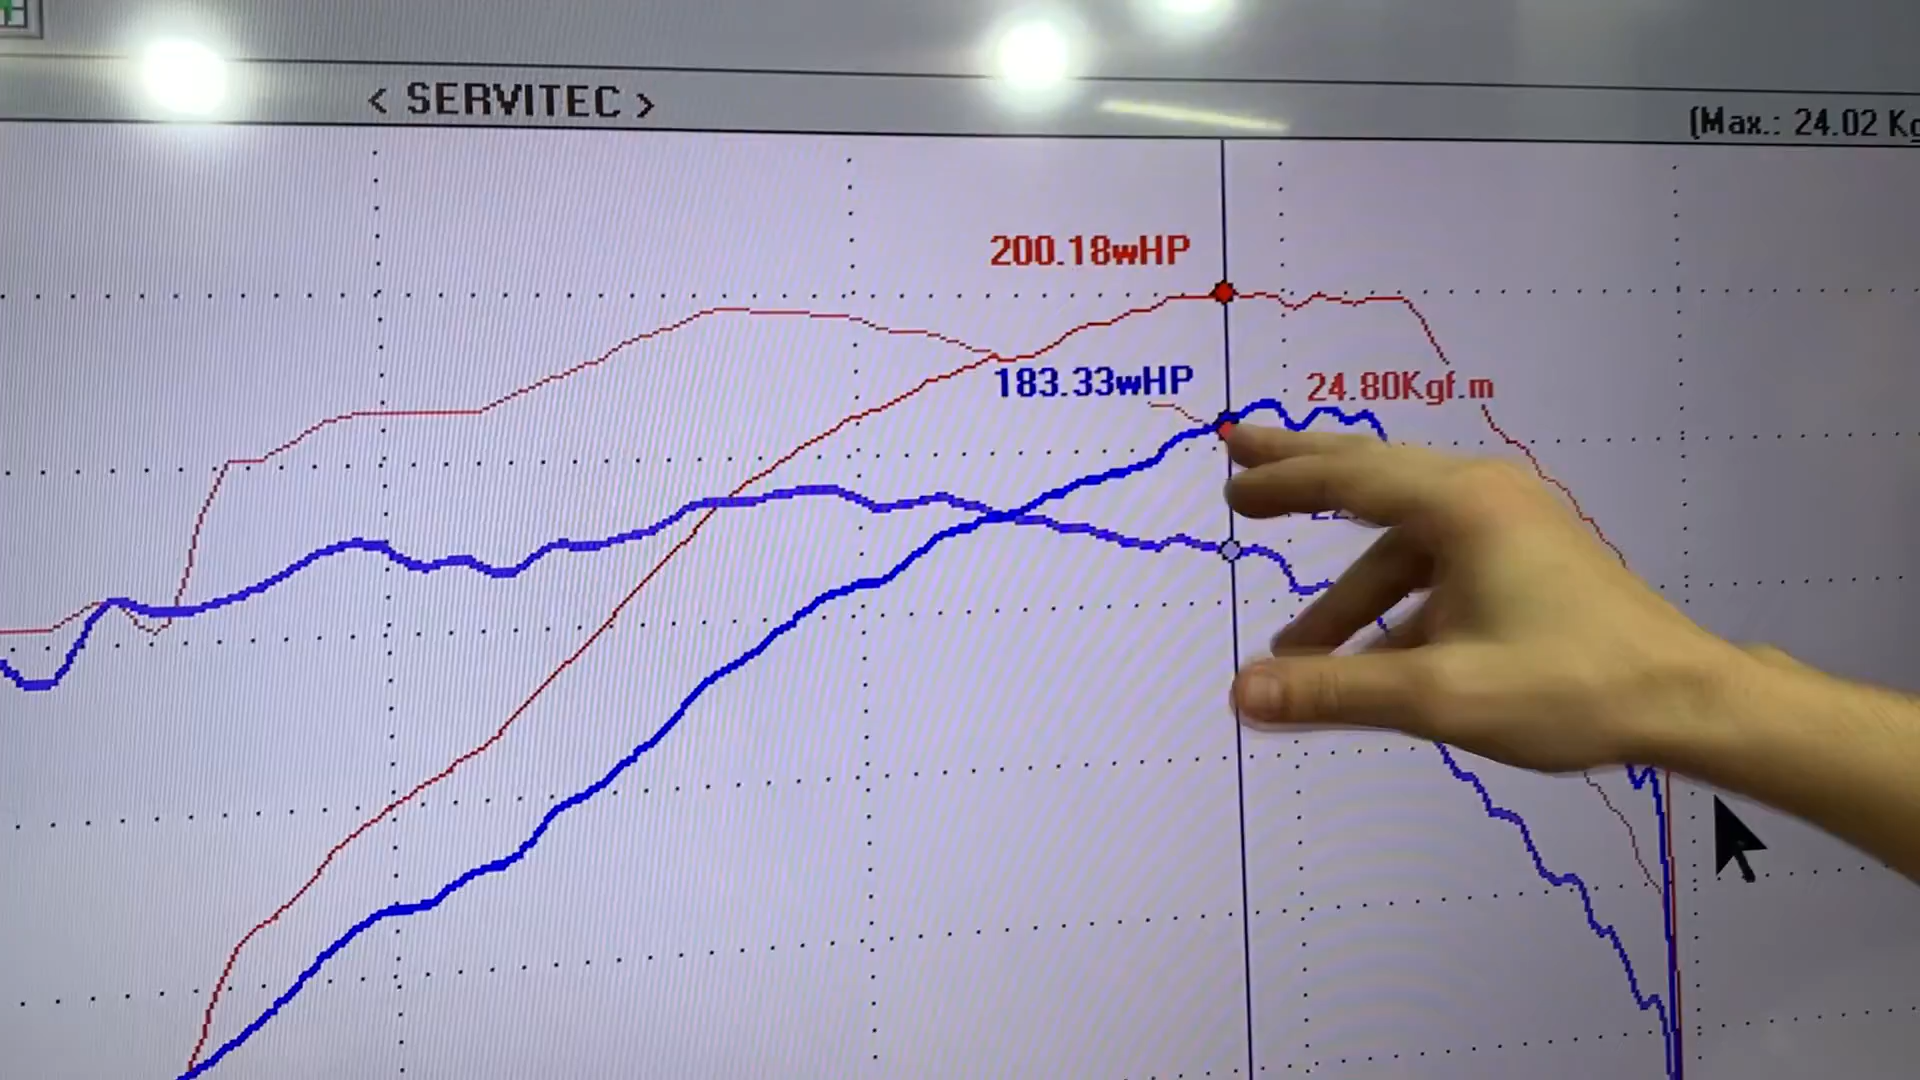 < SERVITEC >
(Max.: 24.02 Kg
200.18wHP
183.33wHP
24.80Kgf.m